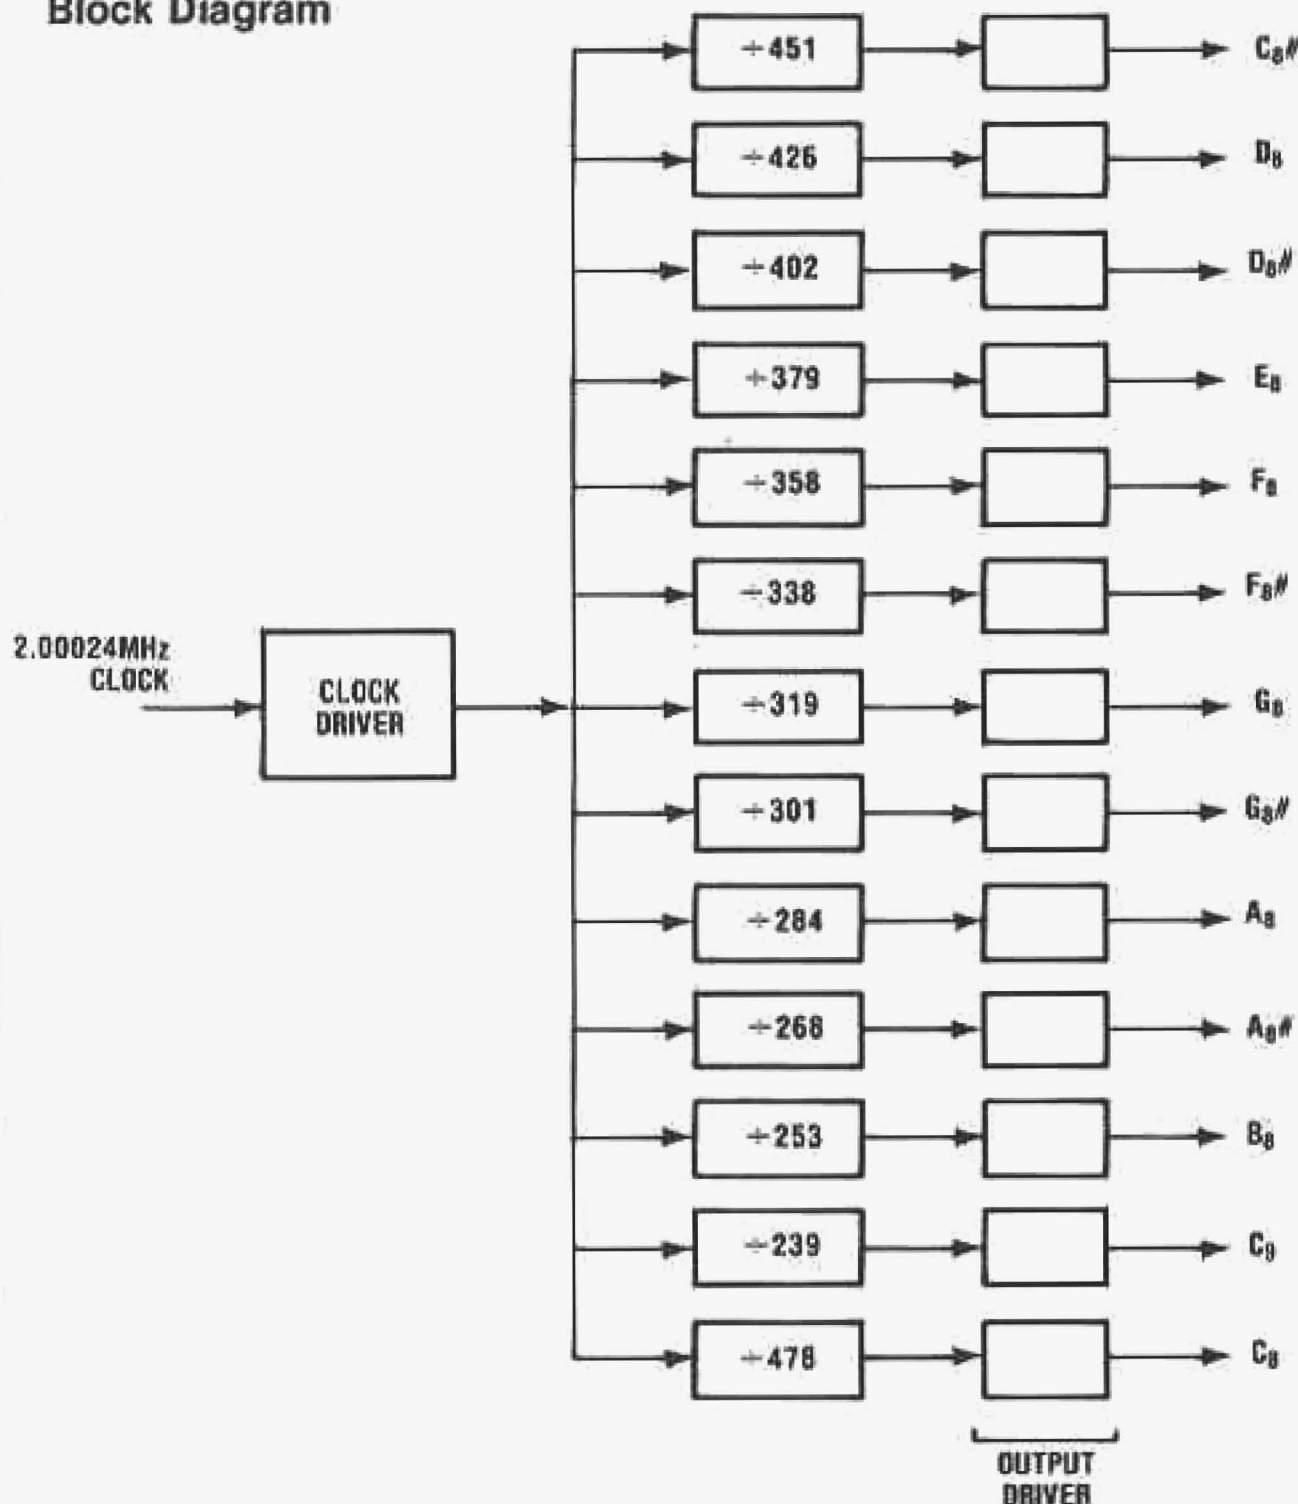 Block Diagram
÷451
C8#
÷426
D8
÷402
D8#
÷379
E8
÷358
F8
÷338
F8#
2.00024MHz
CLOCK
CLOCK
DRIVER
÷319
G8
÷301
G8#
÷284
A8
÷268
A8#
÷253
B8
÷239
C9
÷478
C8
OUTPUT
DRIVER